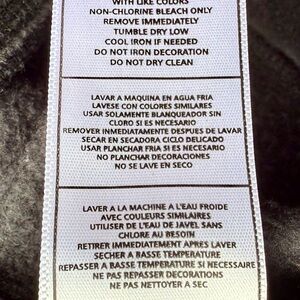 WITH LIKE COLORS
NON-CHLORINE BLEACH ONLY
REMOVE IMMEDIATELY
TUMBLE DRY LOW
COOL IRON IF NEEDED
DO NOT IRON DECORATION
DO NOT DRY CLEAN
LAVAR A MAQUINA EN AGUA FRIA
LAVESE CON COLORES SIMILARES
USAR SOLAMENTE BLANQUEADOR SIN
CLORO SI ES NECESARIO
REMOVER INMEDIATAMENTE DESPUES DE LAVAR
SECAR EN SECADORA CICLO DELICADO
USAR PLANCHAR FRIA SI ES NECESARIO
NO PLANCHAR DECORACIONES
NO SE LAVE EN SECO
LAVER A LA MACHINE A L'EAU FROIDE
AVEC COULEURS SIMILAIRES
UTILISER DE L'EAU DE JAVEL SANS
CHLORE AU BESOIN
RETIRER IMMEDIATEMENT APRES LAVER
SECHER A BASSE TEMPERATURE
REPASSER A BASSE TEMPERATURE SI NECESSAIRE
NE PAS REPASSER DECORATIONS
NE PAS NETTOYER A SEC